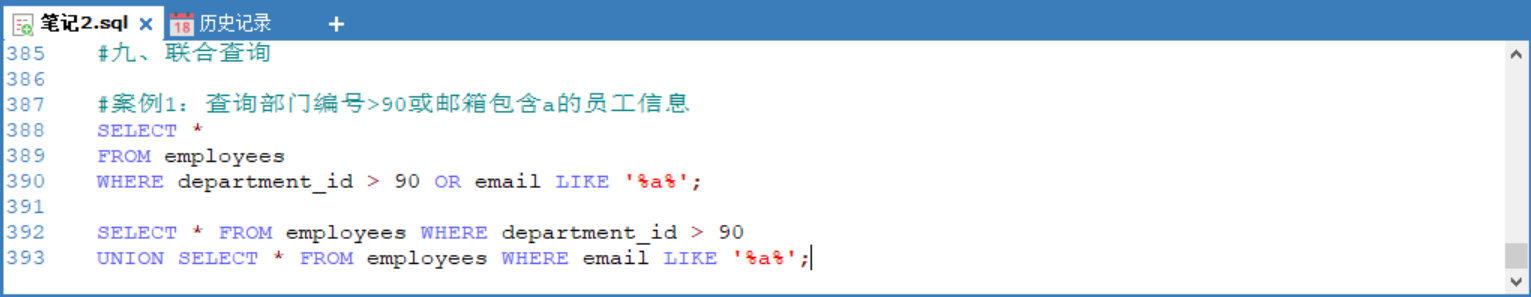 笔记2.sql × 18 历史记录 +
385 #九、联合查询
386
387 #案例1：查询部门编号>90或邮箱包含a的员工信息
388 SELECT *
389 FROM employees
390 WHERE department_id > 90 OR email LIKE '%a%';
391
392 SELECT * FROM employees WHERE department_id > 90
393 UNION SELECT * FROM employees WHERE email LIKE '%a%';